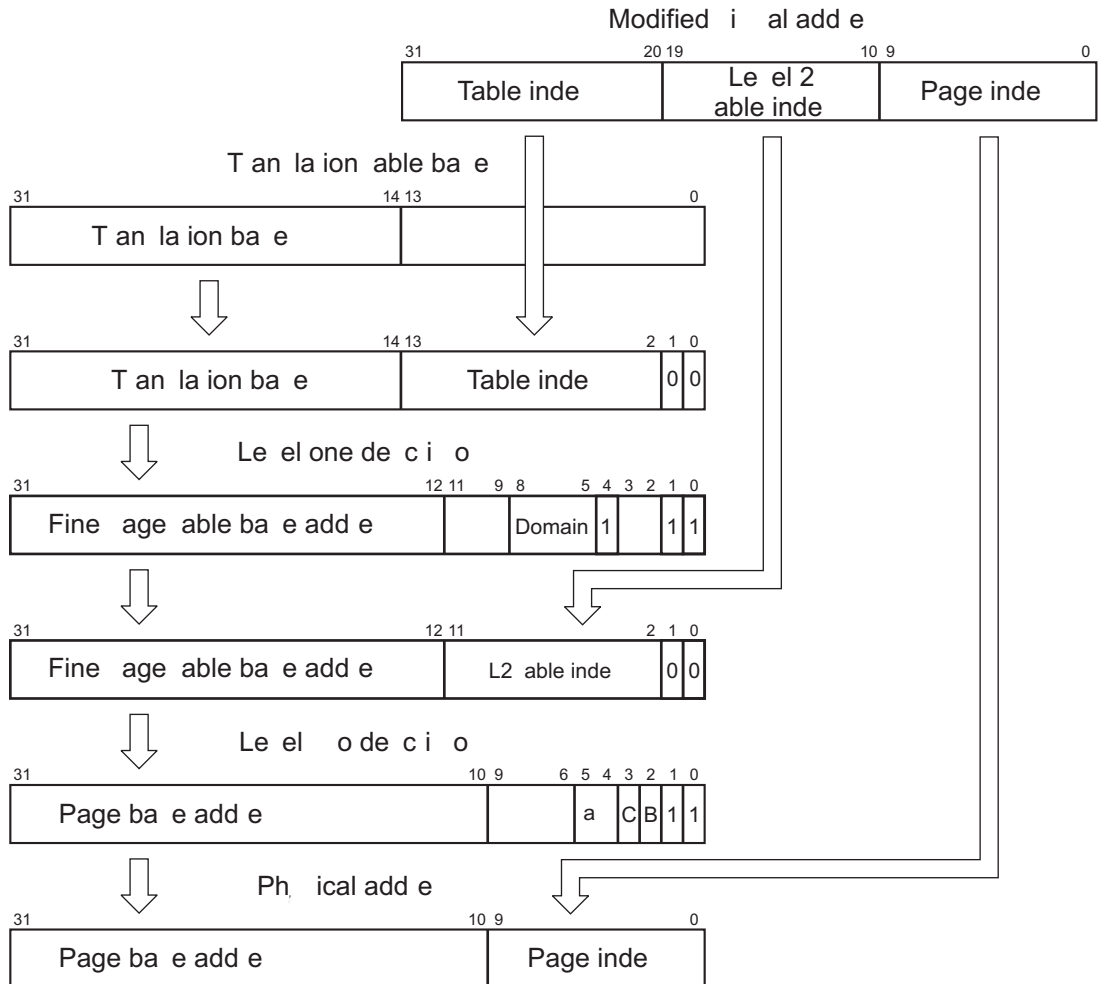 Modified i al add e
31 20 19 10 9 0
Table inde
Le el 2
able inde
Page inde
T an la ion able ba e
31 14 13 0
T an la ion ba e
31 14 13 2 1 0
T an la ion ba e Table inde 0 0
Le el one de c i o
31 12 11 9 8 5 4 3 2 1 0
Fine age able ba e add e Domain 1 1 1
31 12 11 2 1 0
Fine age able ba e add e L2 able inde 0 0
Le el o de c i o
31 10 9 6 5 4 3 2 1 0
Page ba e add e a C B 1 1
Ph, ical add e
31 10 9 0
Page ba e add e Page inde